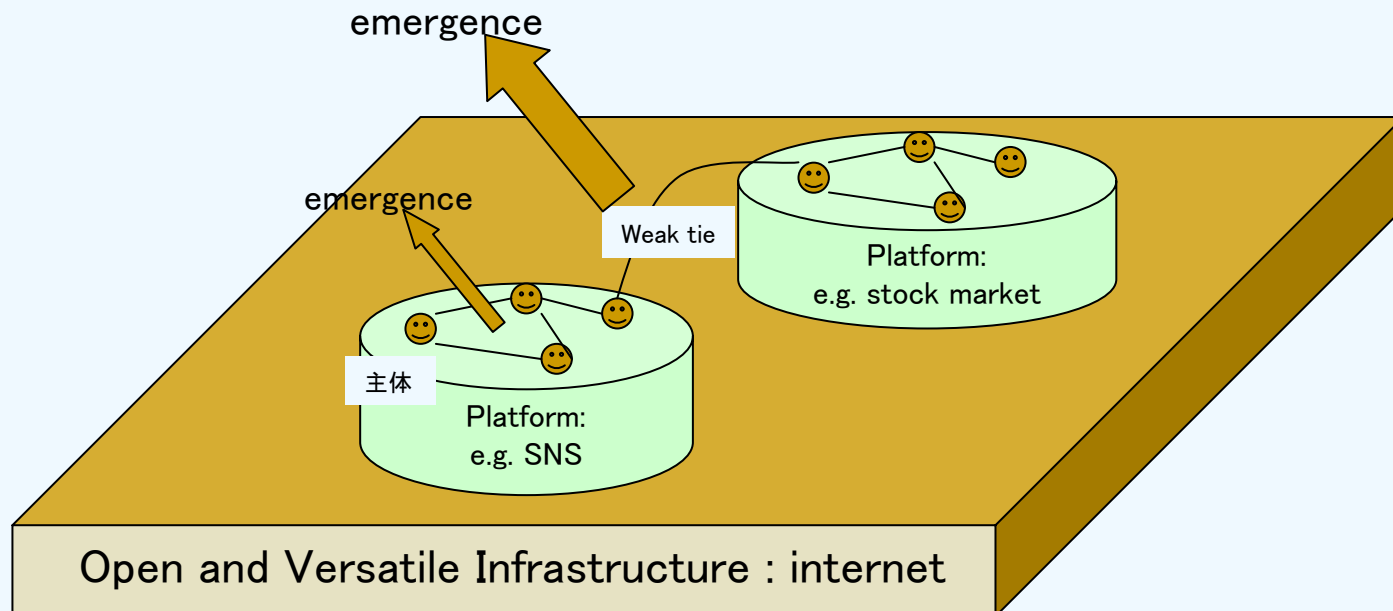 emergence
emergence
Weak tie
Platform:
e.g. stock market
主体
Platform:
e.g. SNS
Open and Versatile Infrastructure : internet